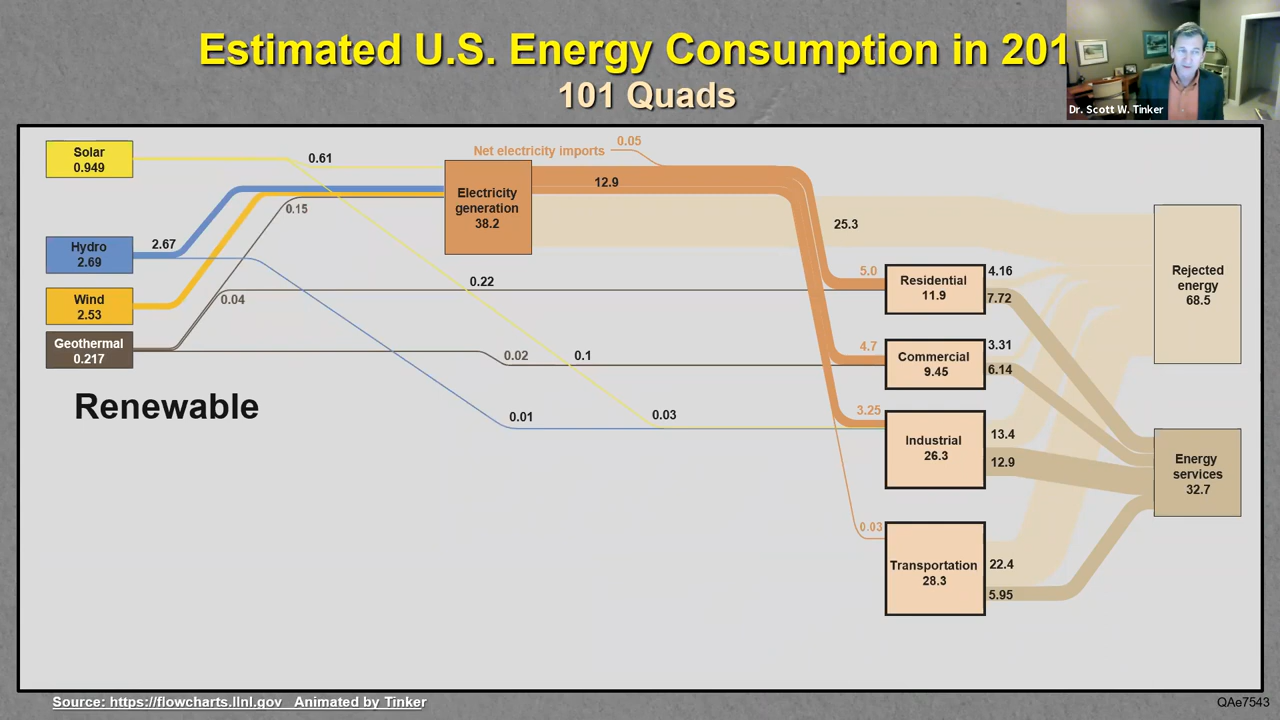 Estimated U.S. Energy Consumption in 201
101 Quads
Dr. Scott W. Tinker
Solar
0.949
Hydro
2.69
Wind
2.53
Geothermal
0.217
Renewable
2.67
0.61
0.15
0.04
0.22
0.02
0.1
0.01
0.03
Net electricity imports
0.05
Electricity
generation
38.2
12.9
25.3
5.0
4.7
3.25
0.03
Residential
11.9
4.16
7.72
Commercial
9.45
3.31
6.14
Industrial
26.3
13.4
12.9
Transportation
28.3
22.4
5.95
Rejected
energy
68.5
Energy
services
32.7
Source: https://flowcharts.llnl.gov Animated by Tinker
QAe7543